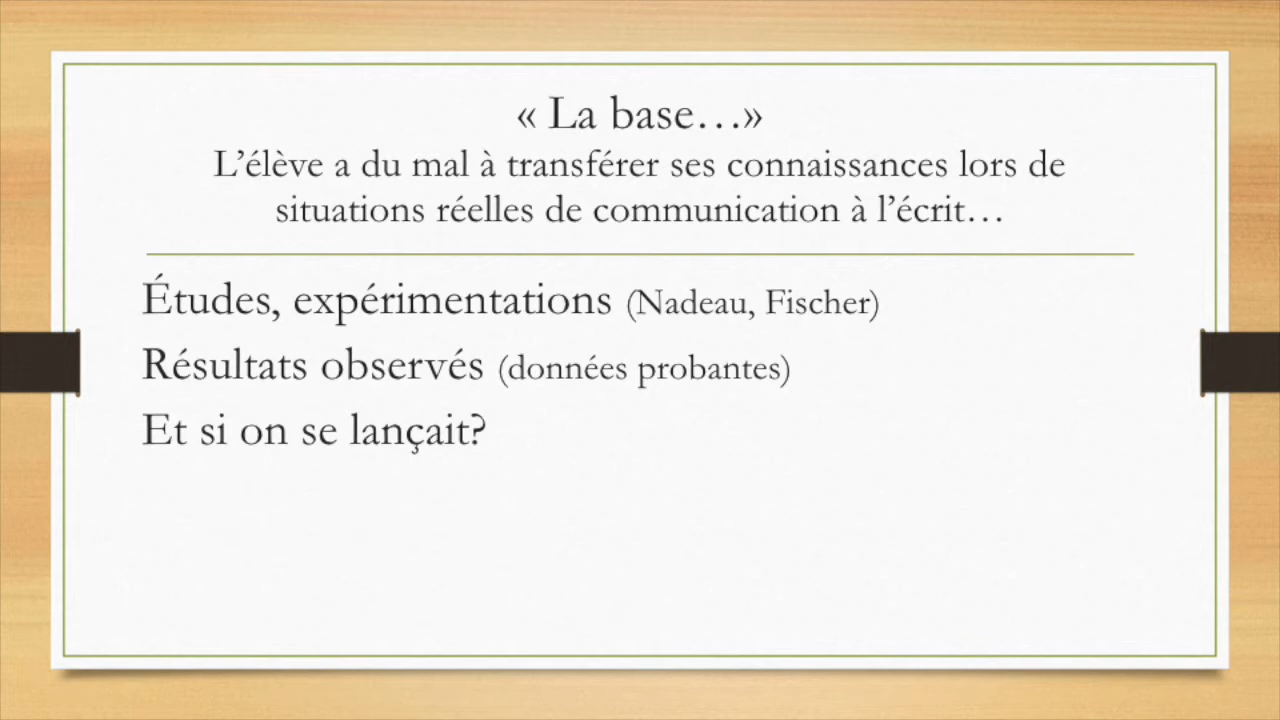 « La base…»
L’élève a du mal à transférer ses connaissances lors de
situations réelles de communication à l’écrit…
Études, expérimentations (Nadeau, Fischer)
Résultats observés (données probantes)
Et si on se lançait?